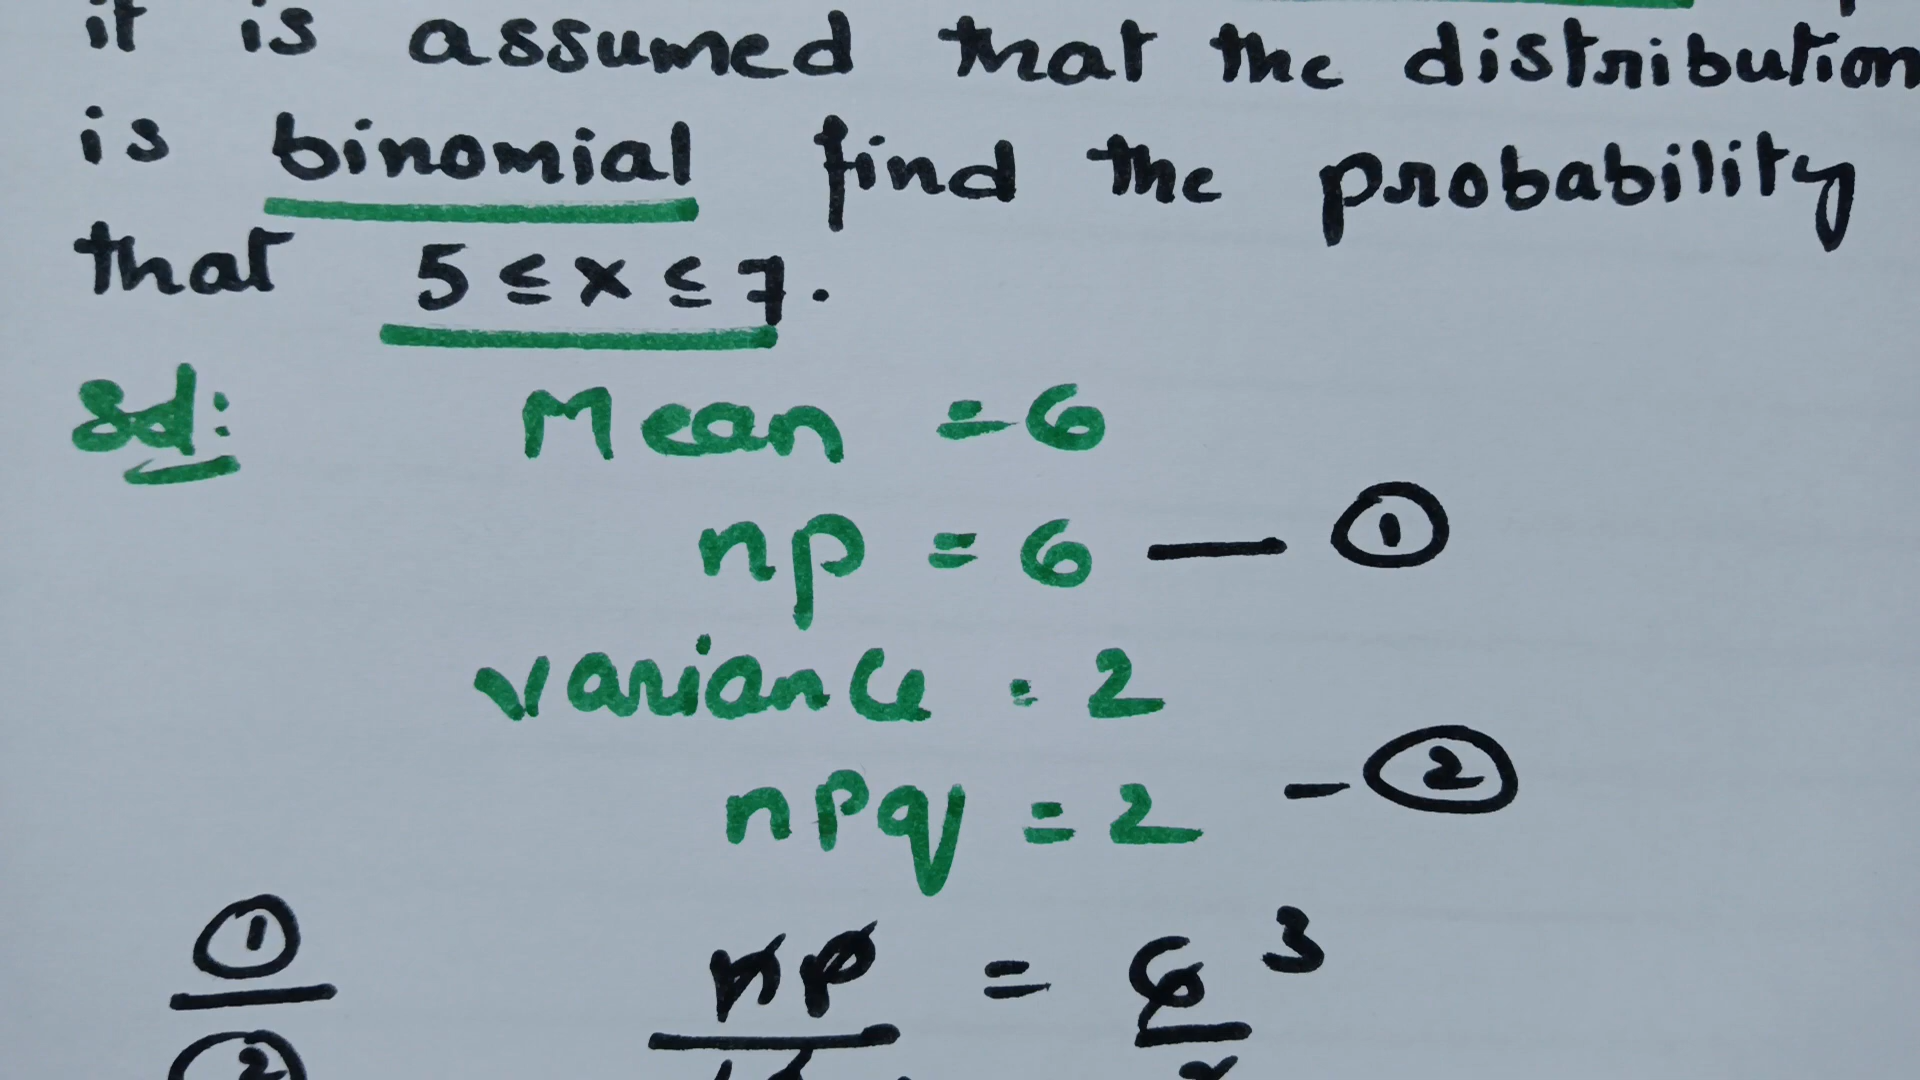 it is assumed that the distribution
is binomial find the probability
that 5 ≤ x ≤ 7.
Sol:
Mean = 6
np = 6 — ①
variance = 2
npq = 2 — ②
① np = 6 3
②